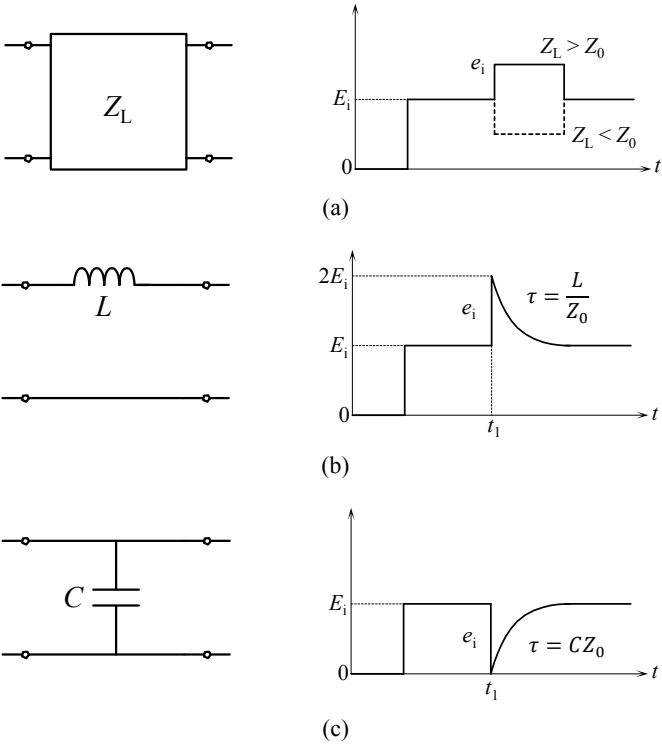 Z_L
e_i
Z_L > Z_0
E_i
Z_L < Z_0
0
t
(a)
L
2E_i
e_i
τ = L/Z_0
E_i
0
t_1
t
(b)
C
E_i
e_i
τ = CZ_0
0
t_1
t
(c)